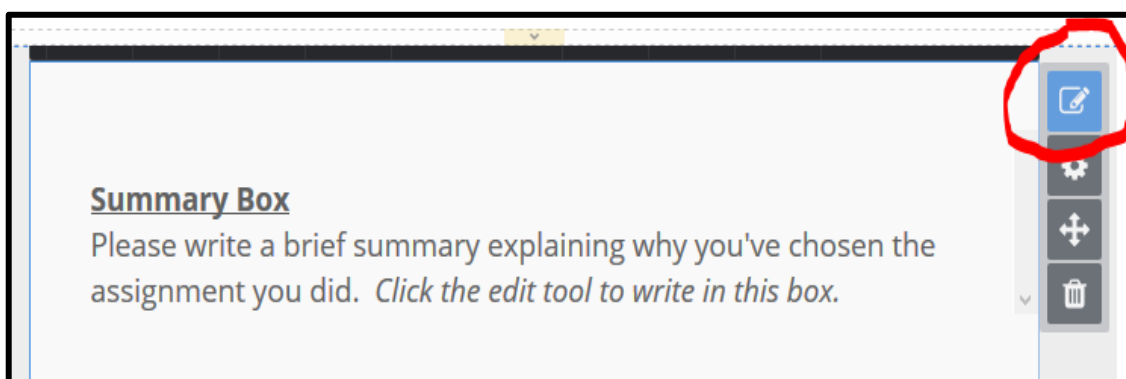 Summary Box
Please write a brief summary explaining why you've chosen the
assignment you did.  Click the edit tool to write in this box.